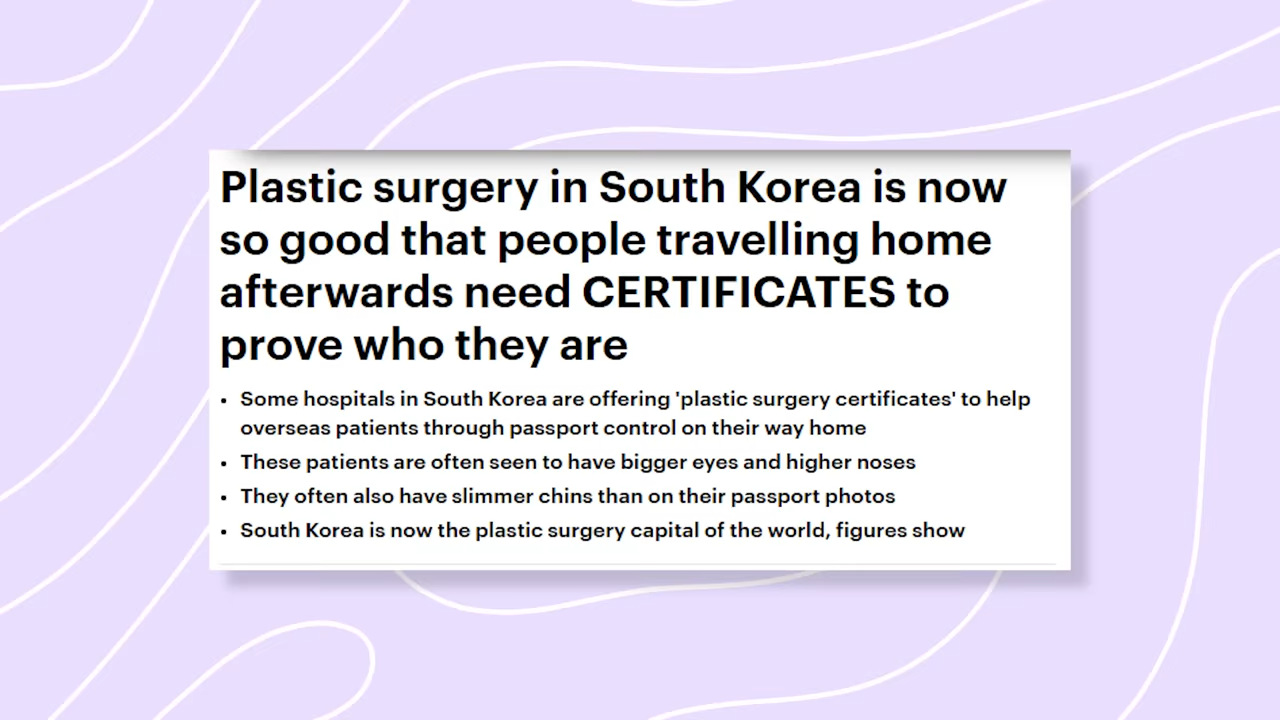 Plastic surgery in South Korea is now
so good that people travelling home
afterwards need CERTIFICATES to
prove who they are
• Some hospitals in South Korea are offering 'plastic surgery certificates' to help
overseas patients through passport control on their way home
• These patients are often seen to have bigger eyes and higher noses
• They often also have slimmer chins than on their passport photos
• South Korea is now the plastic surgery capital of the world, figures show